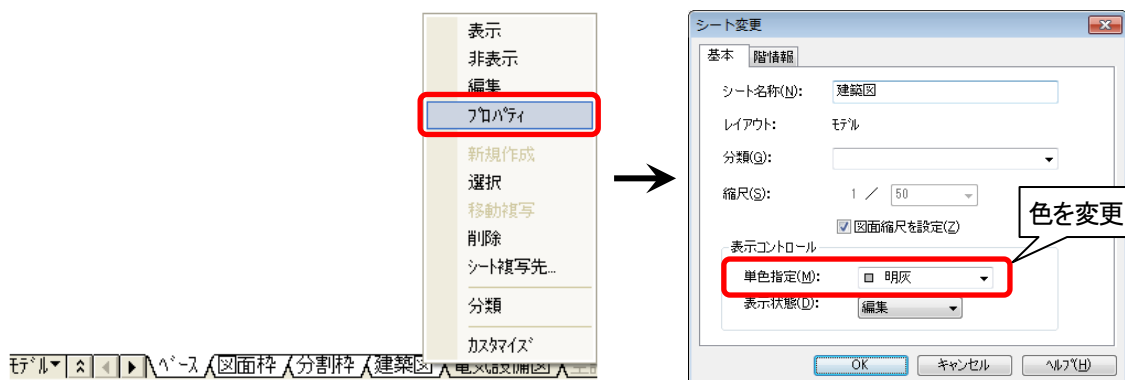 表示
非表示
編集
プロパティ
新規作成
選択
移動複写
削除
シート複写先...
分類
カスタマイズ
モデル
ベース
図面枠
分割枠
建築図
電気設備図
シート変更
基本
階情報
シート名称(N):
建築図
レイアウト:
モデル
分類(G):
縮尺(S):
1 / 50
図面縮尺を設定(Z)
色を変更
表示コントロール
単色指定(M):
明灰
表示状態(D):
編集
OK
キャンセル
ヘルプ(H)